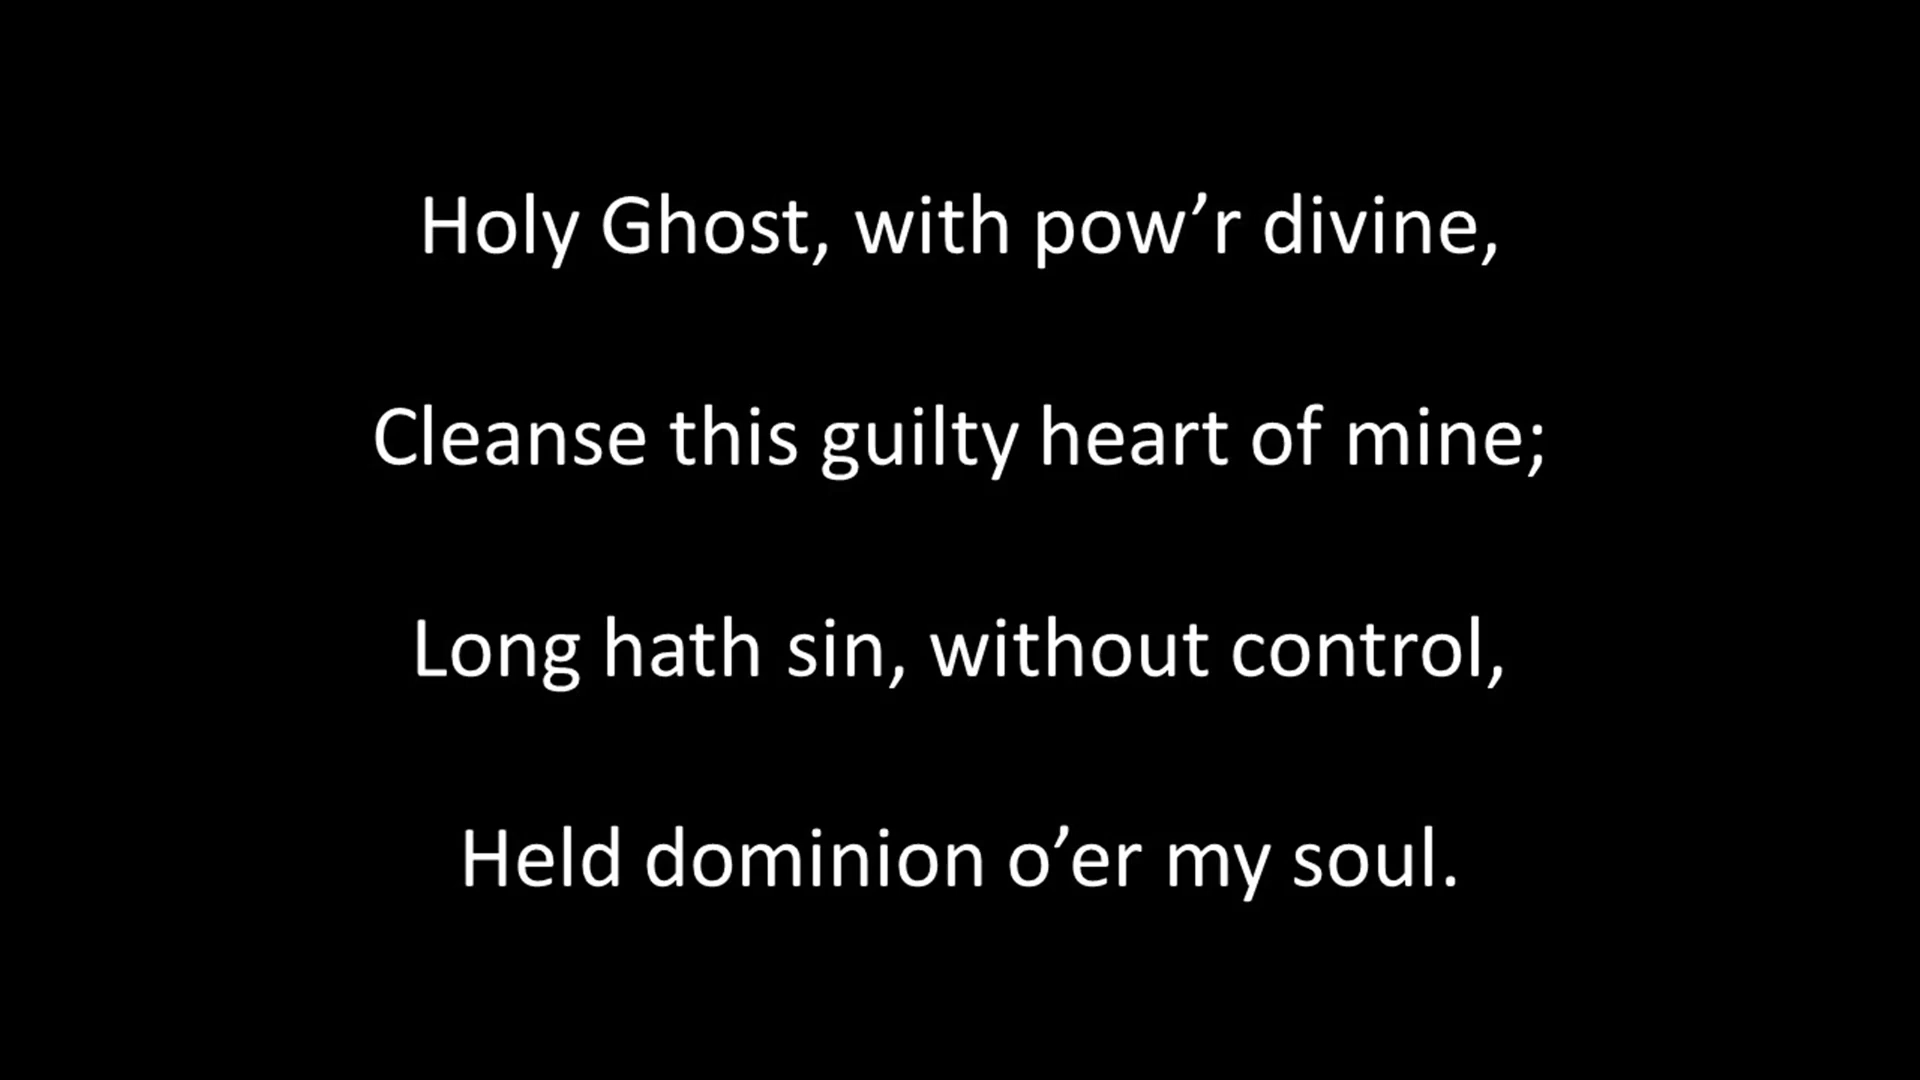 Holy Ghost, with pow’r divine,
Cleanse this guilty heart of mine;
Long hath sin, without control,
Held dominion o’er my soul.